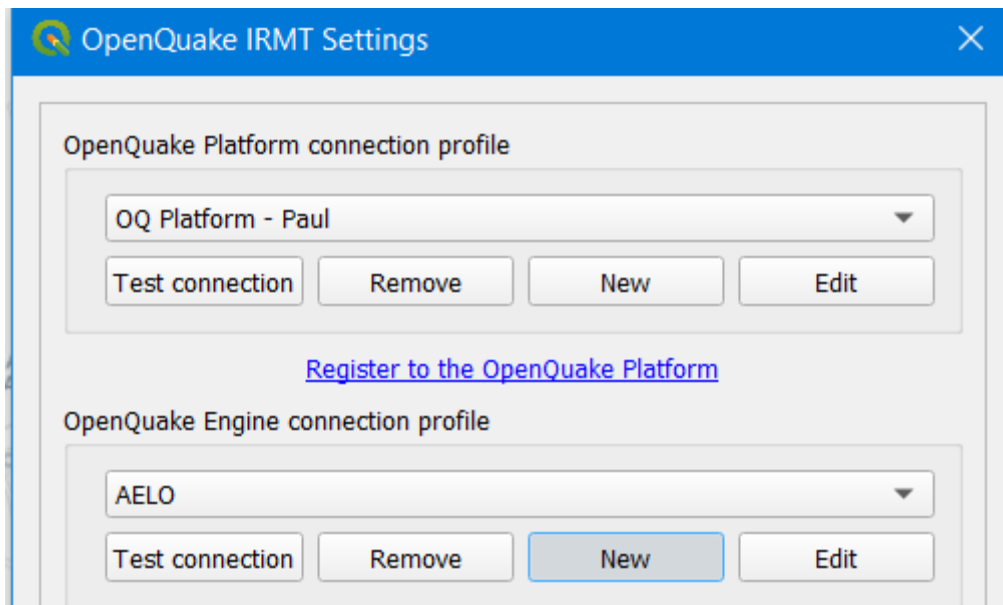 OpenQuake IRMT Settings
OpenQuake Platform connection profile
OQ Platform - Paul
Test connection Remove New Edit
Register to the OpenQuake Platform
OpenQuake Engine connection profile
AELO
Test connection Remove New Edit